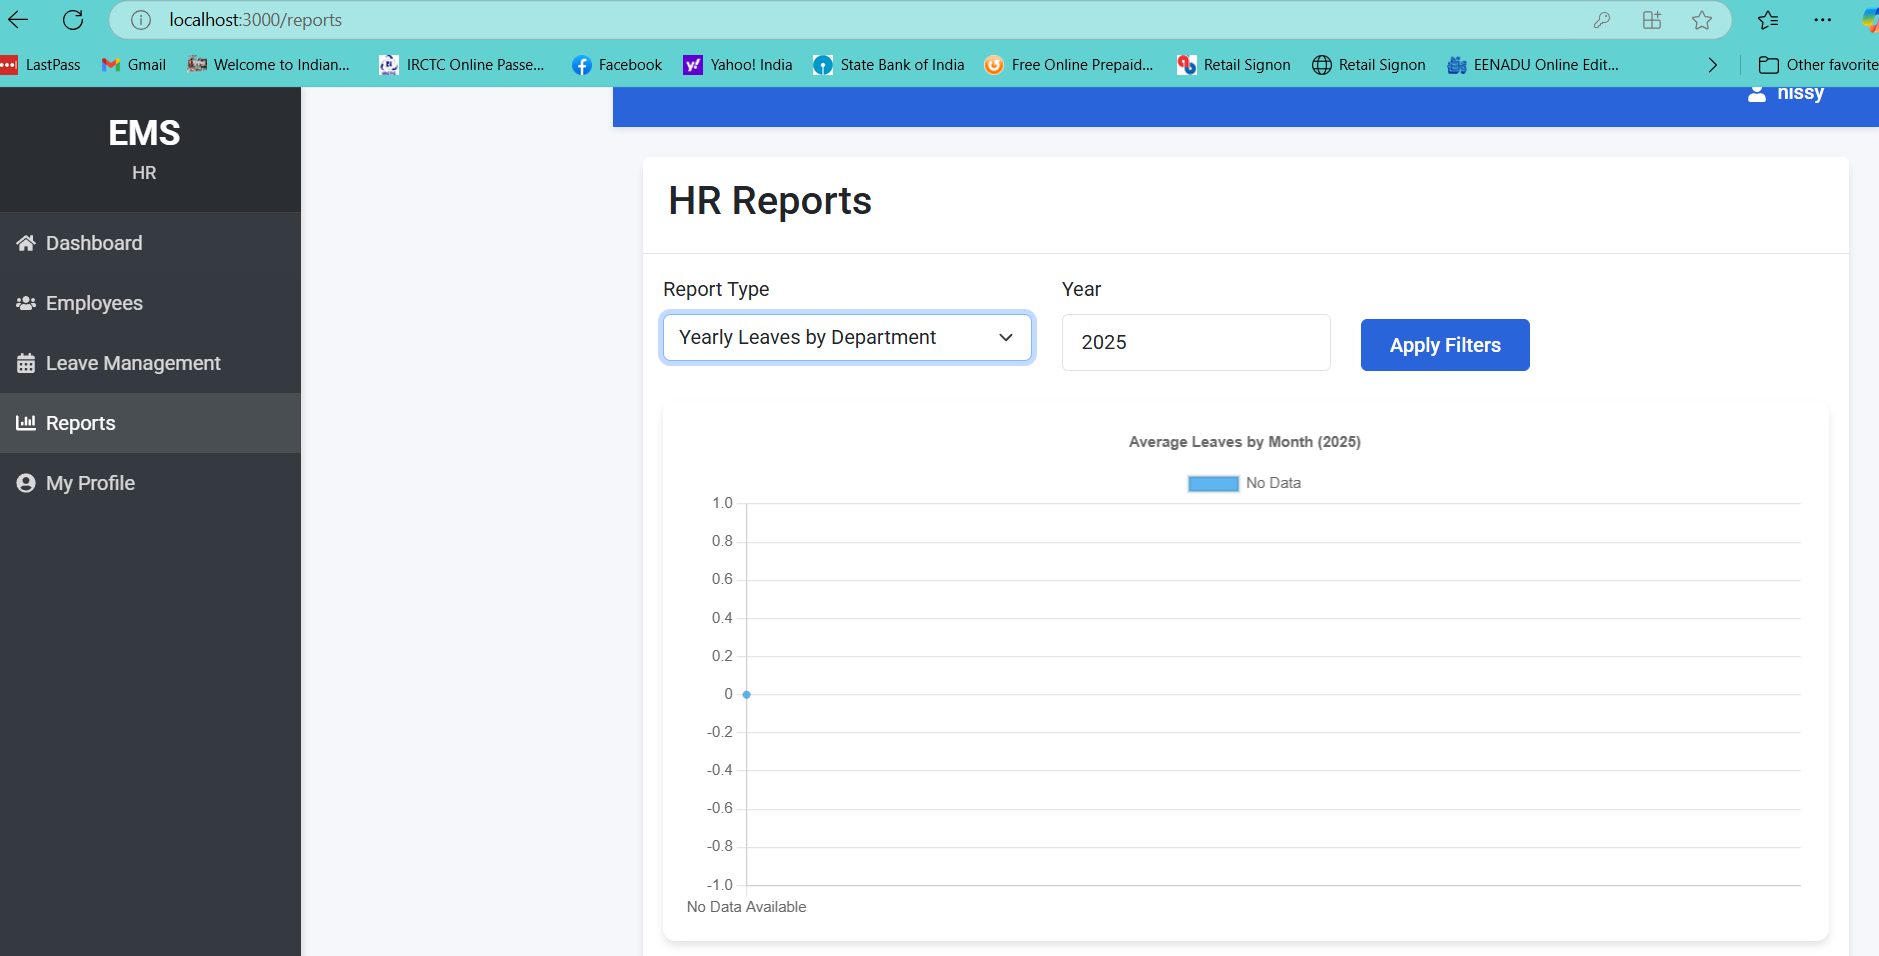 localhost:3000/reports
LastPass Gmail Welcome to Indian... IRCTC Online Passe... Facebook Yahoo! India State Bank of India Free Online Prepaid... Retail Signon Retail Signon EENADU Online Edit... Other favorite
nissy
EMS
HR
Dashboard
Employees
Leave Management
Reports
My Profile
HR Reports
Report Type Year
Yearly Leaves by Department 2025 Apply Filters
Average Leaves by Month (2025)
No Data
1.0
0.8
0.6
0.4
0.2
0
-0.2
-0.4
-0.6
-0.8
-1.0
No Data Available